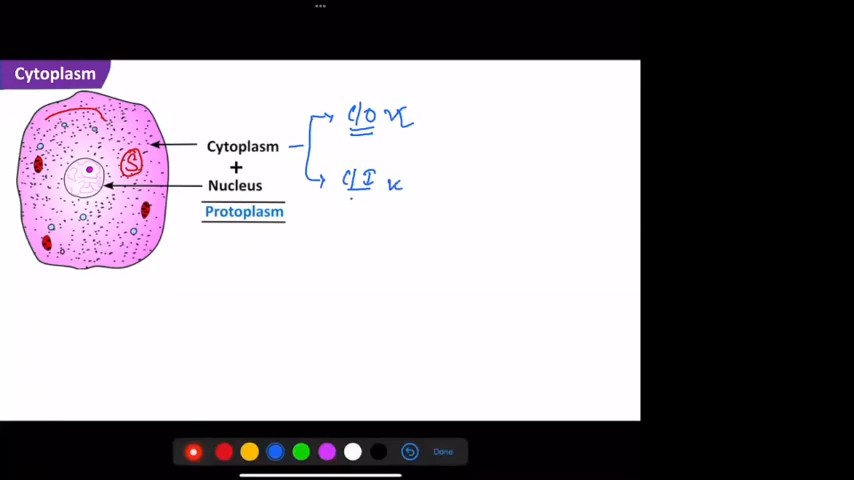 Cytoplasm
Cytoplasm
+
Nucleus
Protoplasm
C/O
C/I
Done